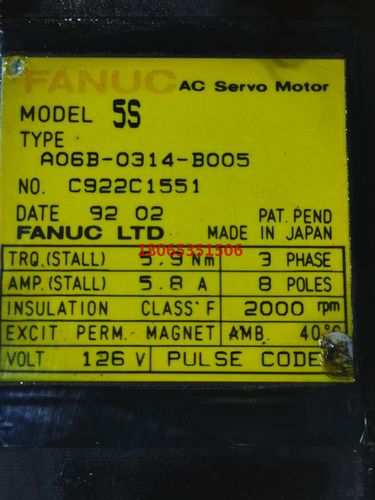 FANUC AC Servo Motor
MODEL 5S
TYPE
A06B-0314-B005
NO. C922C1551
DATE 92 02 PAT. PEND
FANUC LTD MADE IN JAPAN
18065351506
TRQ.(STALL) 5.9 Nm 3 PHASE
AMP.(STALL) 5.8 A 8 POLES
INSULATION CLASS F 2000 rpm
EXCIT PERM. MAGNET AMB. 40°C
VOLT 126 V PULSE CODE